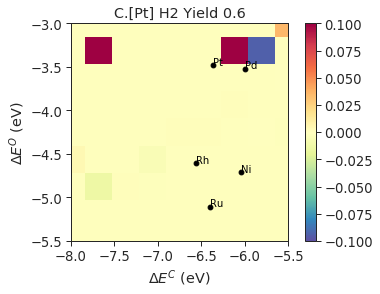 C.[Pt] H2 Yield 0.6
−3.0
−3.5
−4.0
−4.5
−5.0
−5.5
ΔE^O (eV)
Pt
Pd
Rh
Ni
Ru
−8.0 −7.5 −7.0 −6.5 −6.0 −5.5
ΔE^C (eV)
0.100
0.075
0.050
0.025
0.000
−0.025
−0.050
−0.075
−0.100